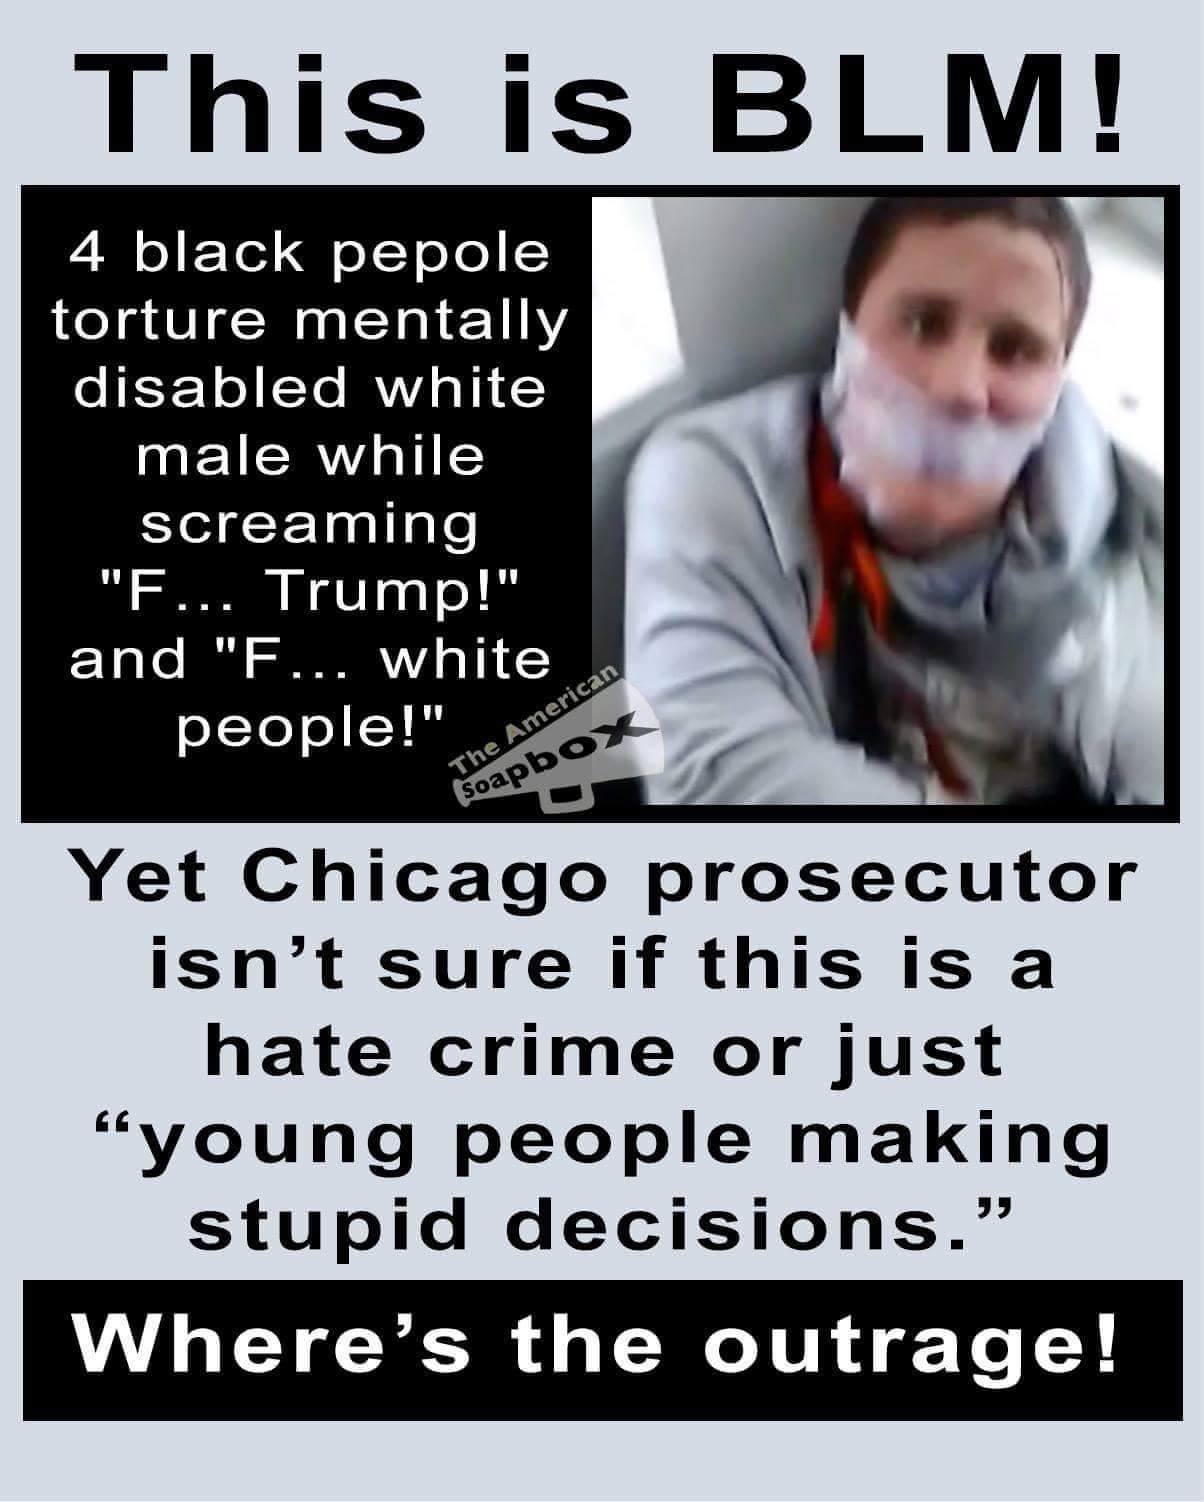 This is BLM!
4 black pepole
torture mentally
disabled white
male while
screaming
"F... Trump!"
and "F... white
people!"
The American
Soapbox
Yet Chicago prosecutor
isn’t sure if this is a
hate crime or just
“young people making
stupid decisions.”
Where’s the outrage!